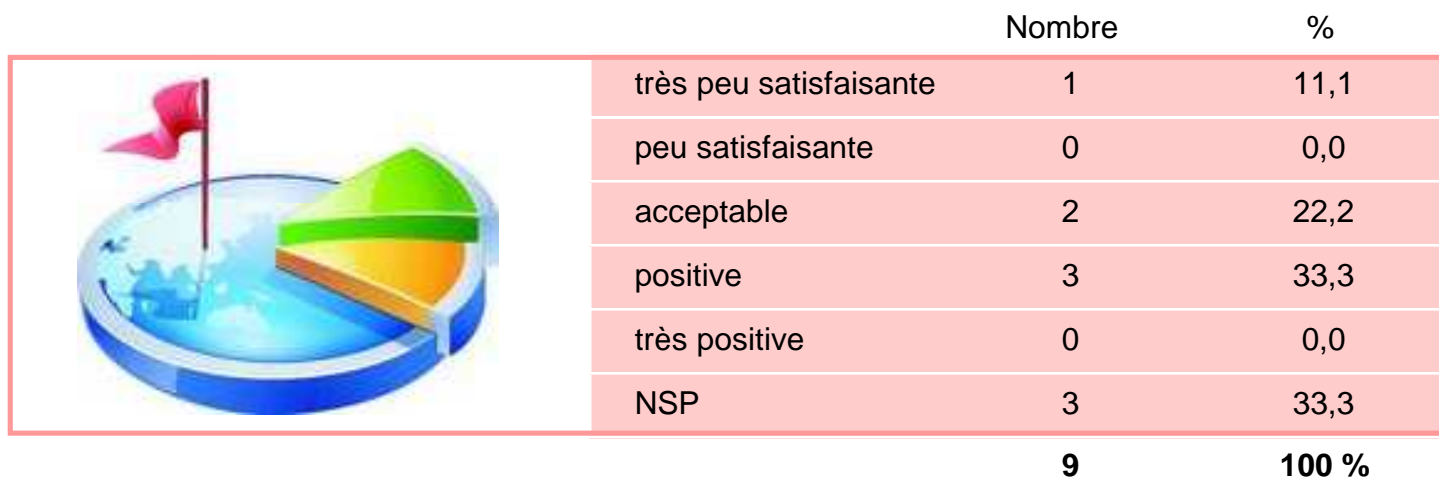 Nombre %
très peu satisfaisante 1 11,1
peu satisfaisante 0 0,0
acceptable 2 22,2
positive 3 33,3
très positive 0 0,0
NSP 3 33,3
9 100 %